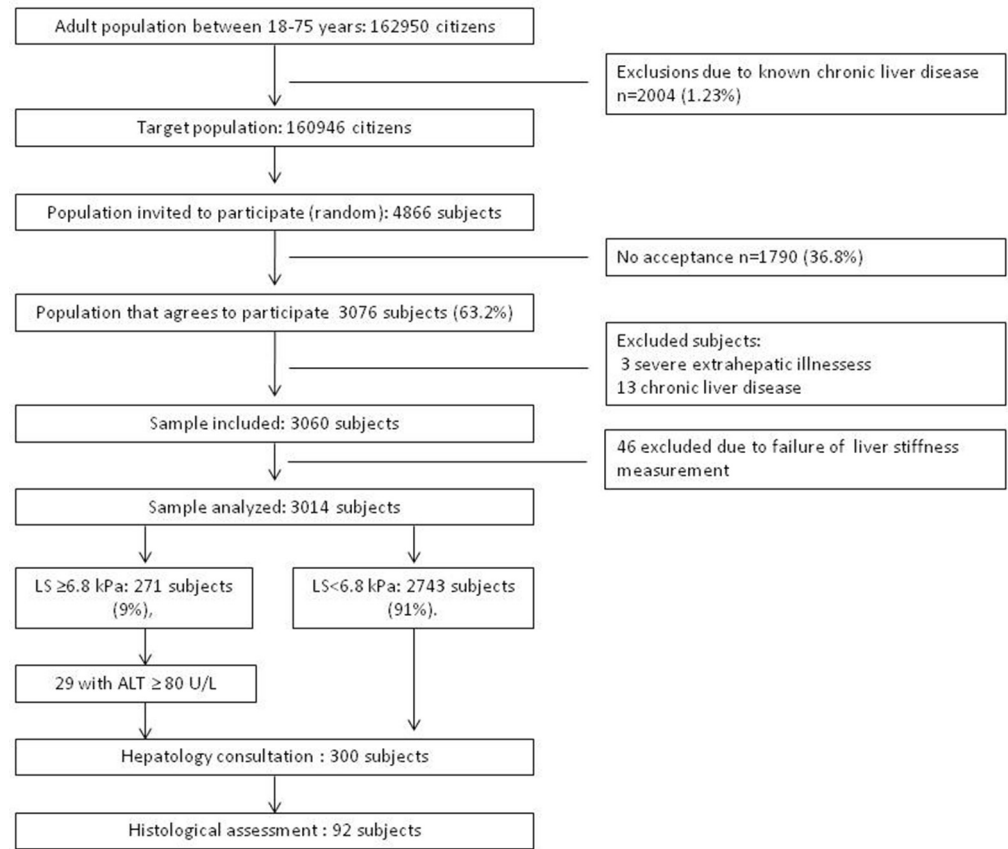 Adult population between 18-75 years: 162950 citizens
Exclusions due to known chronic liver disease
n=2004 (1.23%)
Target population: 160946 citizens
Population invited to participate (random): 4866 subjects
No acceptance n=1790 (36.8%)
Population that agrees to participate 3076 subjects (63.2%)
Excluded subjects:
3 severe extrahepatic illnessess
13 chronic liver disease
Sample included: 3060 subjects
46 excluded due to failure of liver stiffness
measurement
Sample analyzed: 3014 subjects
LS ≥6.8 kPa: 271 subjects
(9%),
LS<6.8 kPa: 2743 subjects
(91%).
29 with ALT ≥ 80 U/L
Hepatology consultation : 300 subjects
Histological assessment : 92 subjects